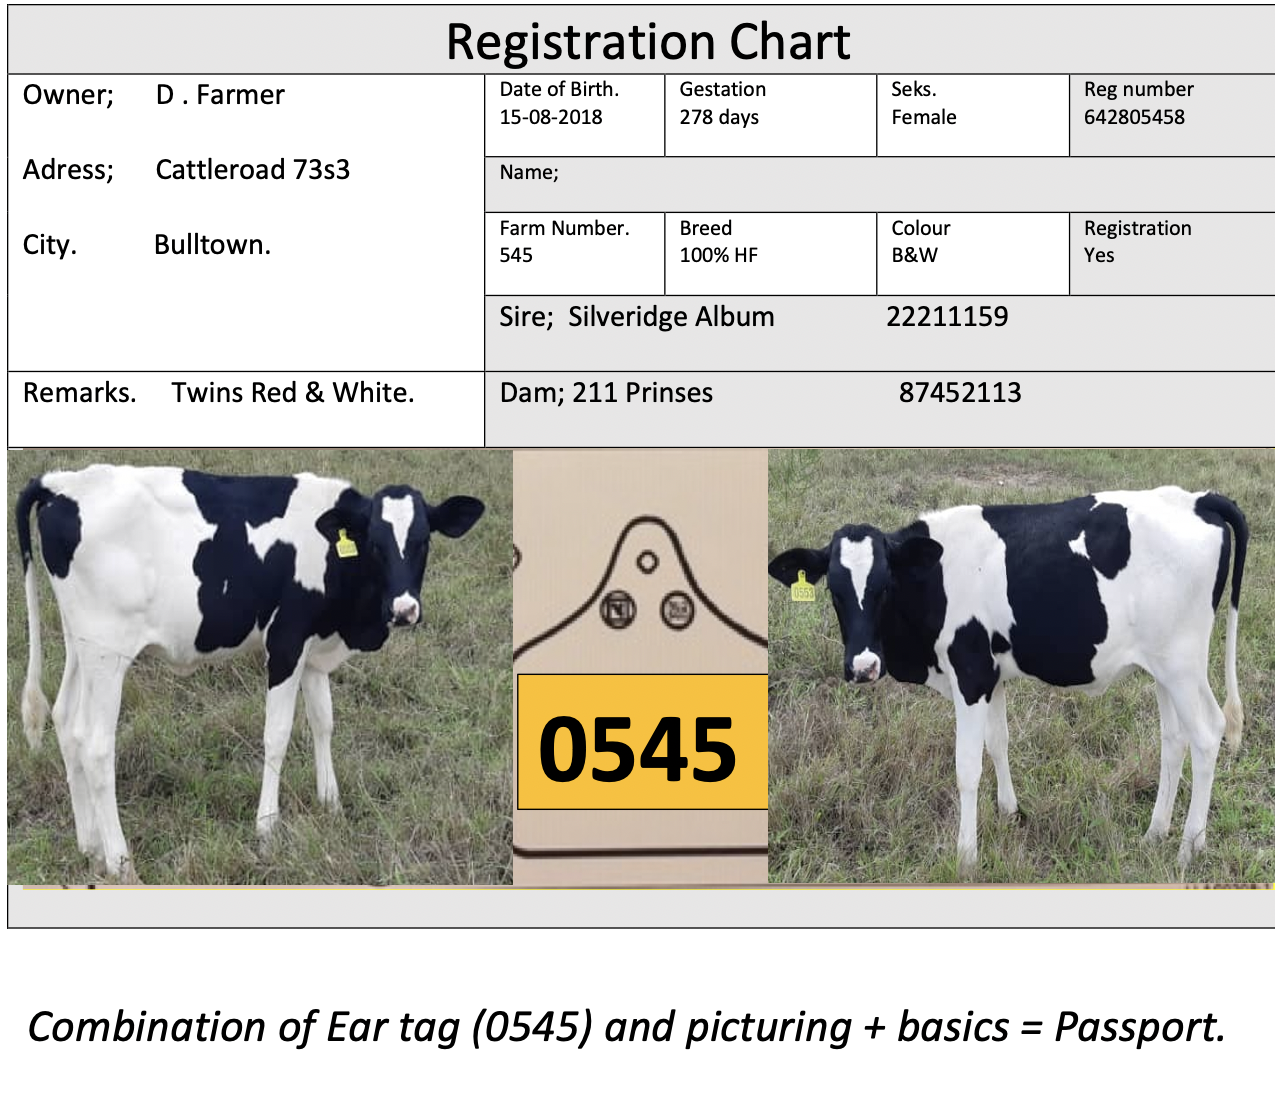 Registration Chart
Owner; D . Farmer
Adress; Cattleroad 73s3
City. Bulltown.
Remarks. Twins Red & White.
Date of Birth.
15-08-2018
Gestation
278 days
Seks.
Female
Reg number
642805458
Name;
Farm Number.
545
Breed
100% HF
Colour
B&W
Registration
Yes
Sire; Silveridge Album 22211159
Dam; 211 Prinses 87452113
0545
Combination of Ear tag (0545) and picturing + basics = Passport.